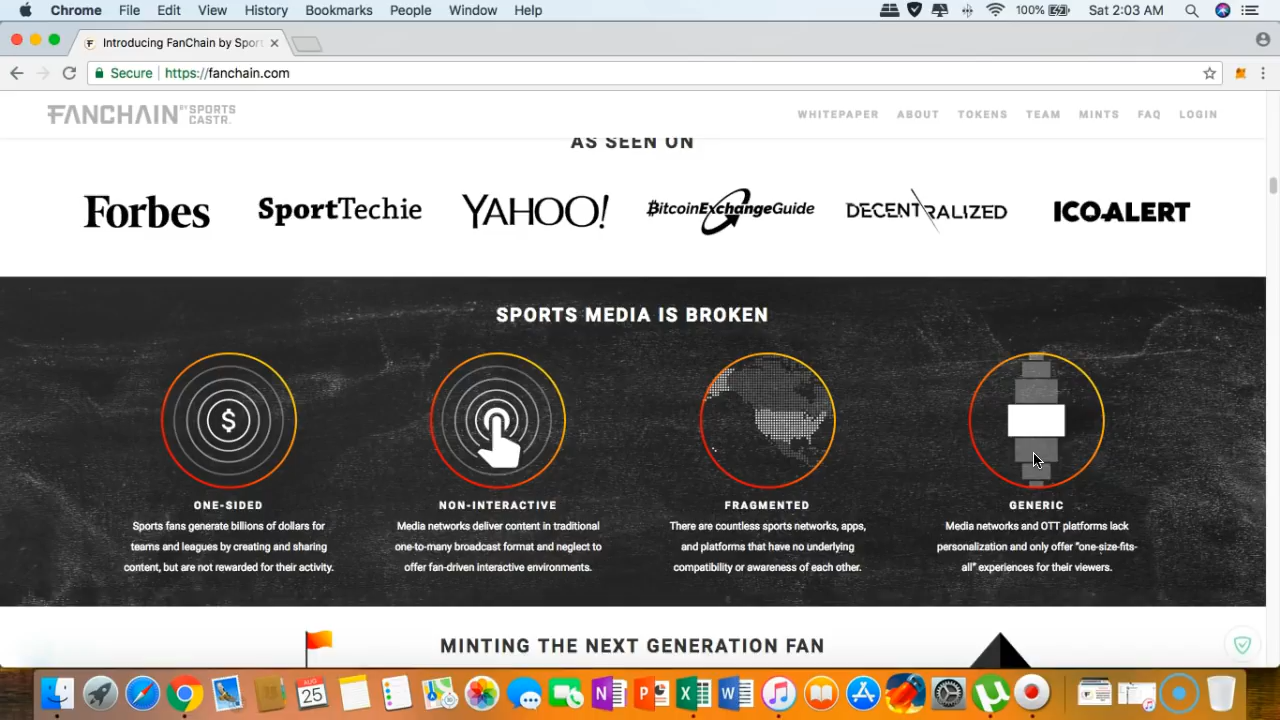 Chrome File Edit View History Bookmarks People Window Help 100% Sat 2:03 AM
Introducing FanChain by Sport
Secure https://fanchain.com
FANCHAIN BY SPORTS CASTR.
WHITEPAPER ABOUT TOKENS TEAM MINTS FAQ LOGIN
AS SEEN ON
Forbes SportTechie YAHOO! BitcoinExchangeGuide DECENTRALIZED ICOALERT
SPORTS MEDIA IS BROKEN
$
ONE-SIDED
Sports fans generate billions of dollars for
teams and leagues by creating and sharing
content, but are not rewarded for their activity.
NON-INTERACTIVE
Media networks deliver content in traditional
one-to-many broadcast format and neglect to
offer fan-driven interactive environments.
FRAGMENTED
There are countless sports networks, apps,
and platforms that have no underlying
compatibility or awareness of each other.
GENERIC
Media networks and OTT platforms lack
personalization and only offer "one-size-fits-
all" experiences for their viewers.
MINTING THE NEXT GENERATION FAN
AUG
25